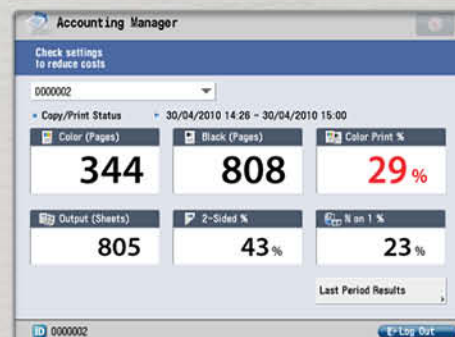 Accounting Manager
Check settings
to reduce costs
0000002
Copy/Print Status 30/04/2010 14:26 - 30/04/2010 15:00
Color (Pages) Black (Pages) Color Print %
344 808 29 %
Output (Sheets) 2-Sided % N on 1 %
805 43 % 23 %
Last Period Results
ID 0000002 Log Out